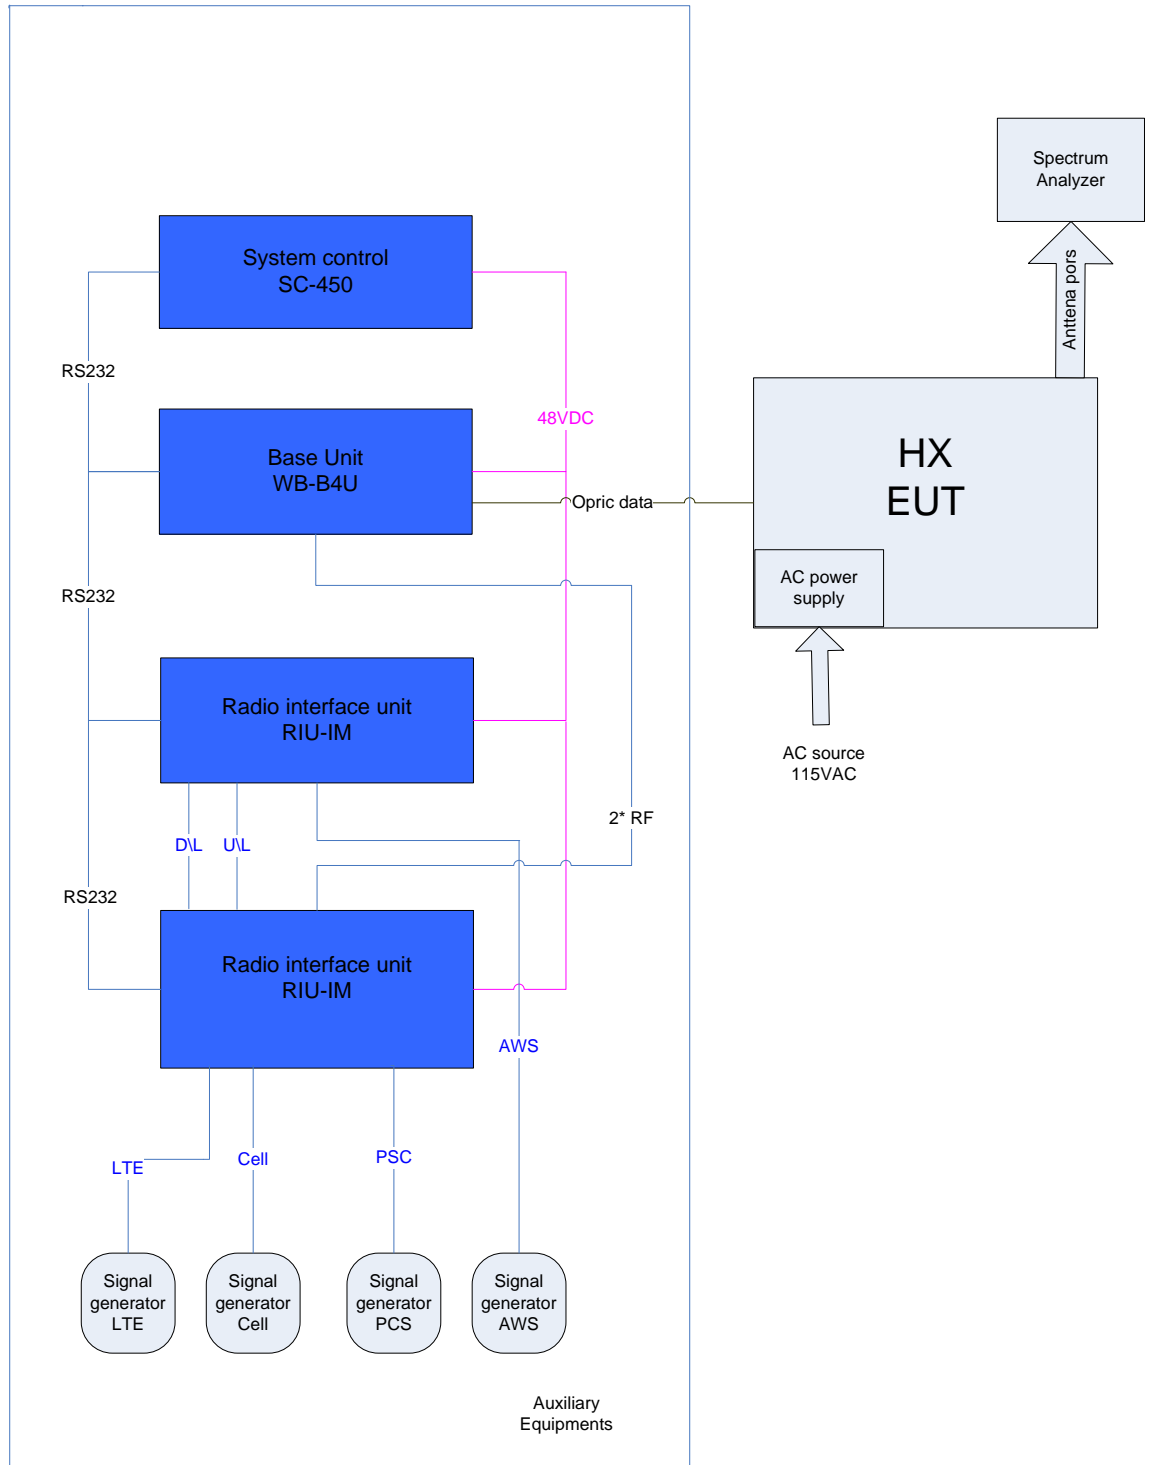 Spectrum
Analyzer
Anttena pors
System control
SC-450
RS232
48VDC
Base Unit
WB-B4U
Opric data
HX
EUT
AC power
supply
RS232
AC source
115VAC
Radio interface unit
RIU-IM
2* RF
D\L
U\L
RS232
Radio interface unit
RIU-IM
AWS
LTE
Cell
PSC
Signal
generator
LTE
Signal
generator
Cell
Signal
generator
PCS
Signal
generator
AWS
Auxiliary
Equipments